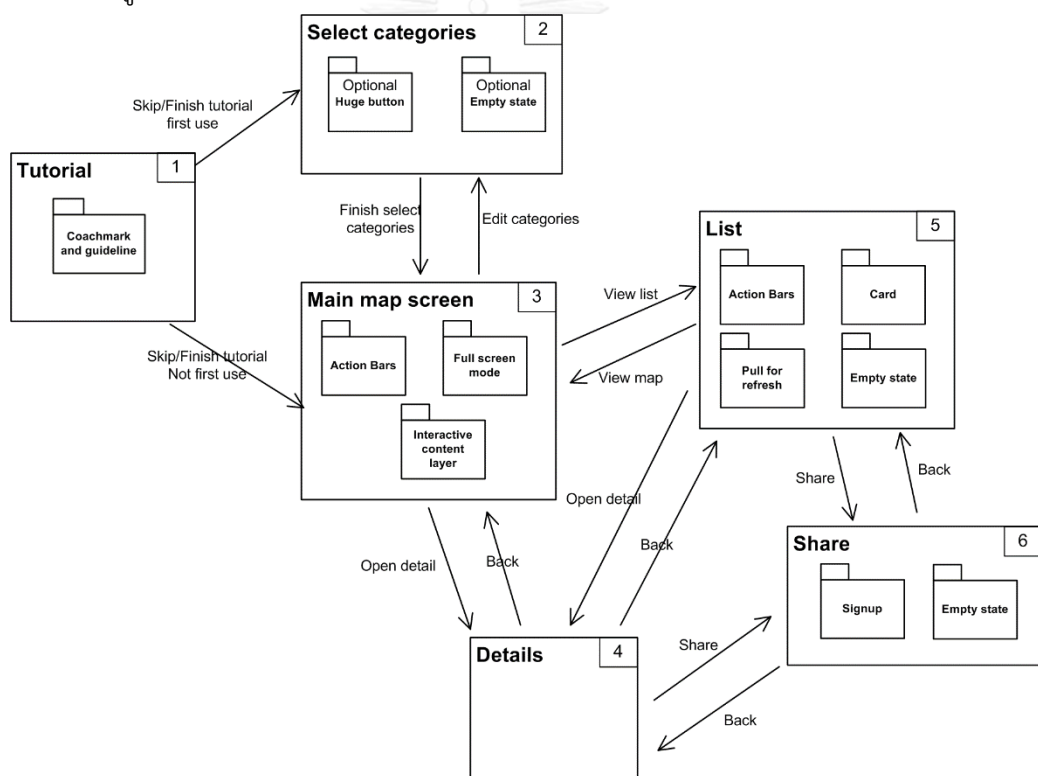 Select categories
2
Optional
Huge button
Optional
Empty state
Skip/Finish tutorial
first use
Tutorial
1
Coachmark
and guideline
Finish select
categories
Edit categories
List
5
Action Bars
Card
Pull for
refresh
Empty state
Main map screen
3
Action Bars
Full screen
mode
Interactive
content
layer
View list
View map
Skip/Finish tutorial
Not first use
Open detail
Back
Open detail
Back
Share
Back
Share
6
Signup
Empty state
Details
4
Share
Back